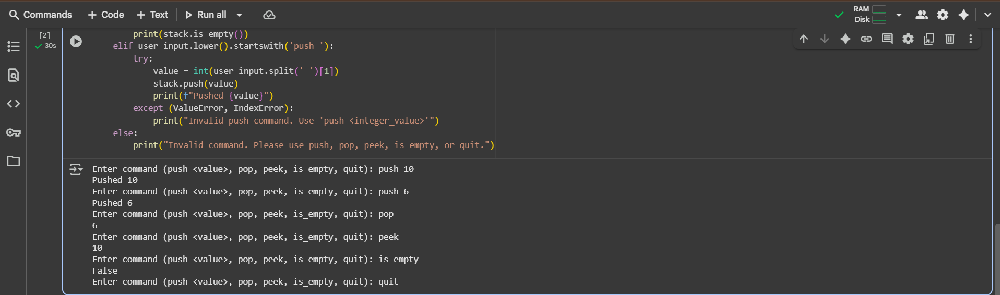 Commands + Code + Text Run all
RAM
Disk
[2]
30s
print(stack.is_empty())
elif user_input.lower().startswith('push '):
try:
value = int(user_input.split(' ')[1])
stack.push(value)
print(f"Pushed {value}")
except (ValueError, IndexError):
print("Invalid push command. Use 'push <integer_value>'")
else:
print("Invalid command. Please use push, pop, peek, is_empty, or quit.")
Enter command (push <value>, pop, peek, is_empty, quit): push 10
Pushed 10
Enter command (push <value>, pop, peek, is_empty, quit): push 6
Pushed 6
Enter command (push <value>, pop, peek, is_empty, quit): pop
6
Enter command (push <value>, pop, peek, is_empty, quit): peek
10
Enter command (push <value>, pop, peek, is_empty, quit): is_empty
False
Enter command (push <value>, pop, peek, is_empty, quit): quit